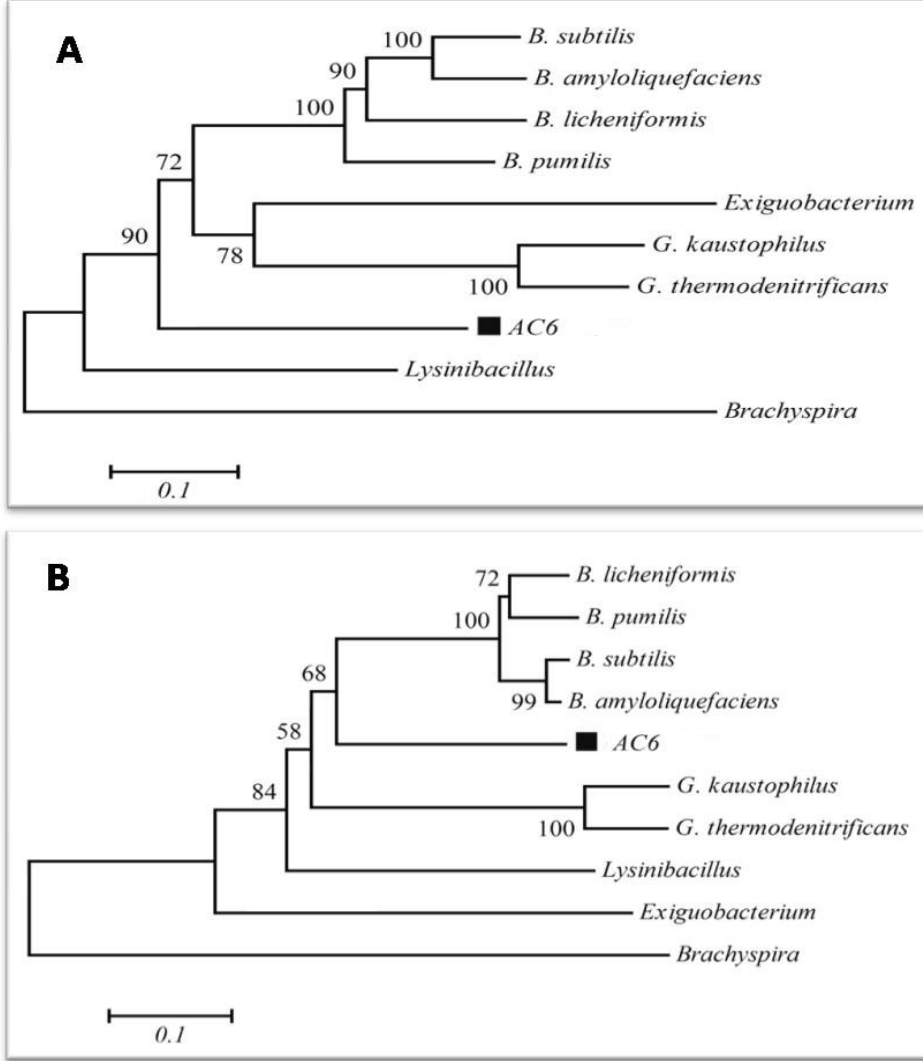 A
100
B. subtilis
90
B. amyloliquefaciens
100
B. licheniformis
72
B. pumilis
Exiguobacterium
90
78
G. kaustophilus
100
G. thermodenitrificans
AC6
Lysinibacillus
Brachyspira
0.1
B
72
B. licheniformis
100
B. pumilis
68
B. subtilis
99
B. amyloliquefaciens
58
AC6
84
G. kaustophilus
100
G. thermodenitrificans
Lysinibacillus
Exiguobacterium
Brachyspira
0.1